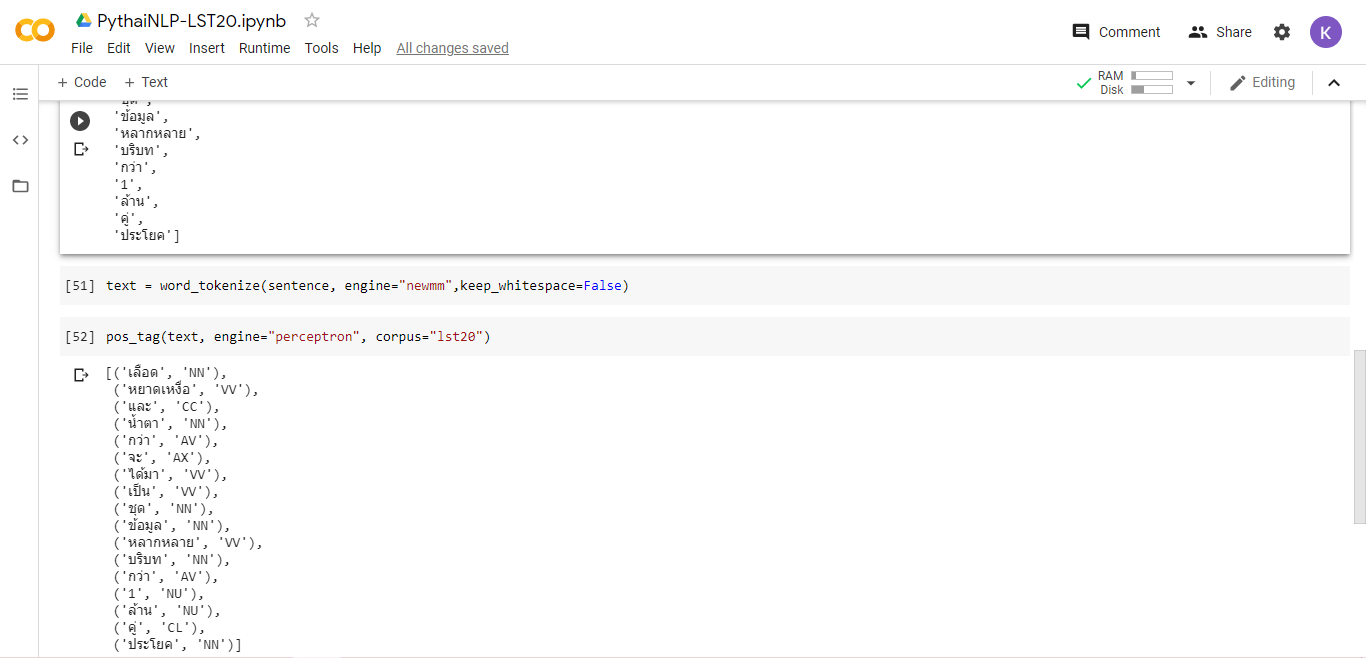 PythaiNLP-LST20.ipynb
File Edit View Insert Runtime Tools Help All changes saved
Comment Share K
+ Code + Text
RAM
Disk
Editing
'ชุด',
'ข้อมูล',
'หลากหลาย',
'บริบท',
'กว่า',
'1',
'ล้าน',
'คู่',
'ประโยค']
[51] text = word_tokenize(sentence, engine="newmm",keep_whitespace=False)
[52] pos_tag(text, engine="perceptron", corpus="lst20")
[('เลือด', 'NN'),
('หยาดเหงื่อ', 'VV'),
('และ', 'CC'),
('น้ำตา', 'NN'),
('กว่า', 'AV'),
('จะ', 'AX'),
('ได้มา', 'VV'),
('เป็น', 'VV'),
('ชุด', 'NN'),
('ข้อมูล', 'NN'),
('หลากหลาย', 'VV'),
('บริบท', 'NN'),
('กว่า', 'AV'),
('1', 'NU'),
('ล้าน', 'NU'),
('คู่', 'CL'),
('ประโยค', 'NN')]